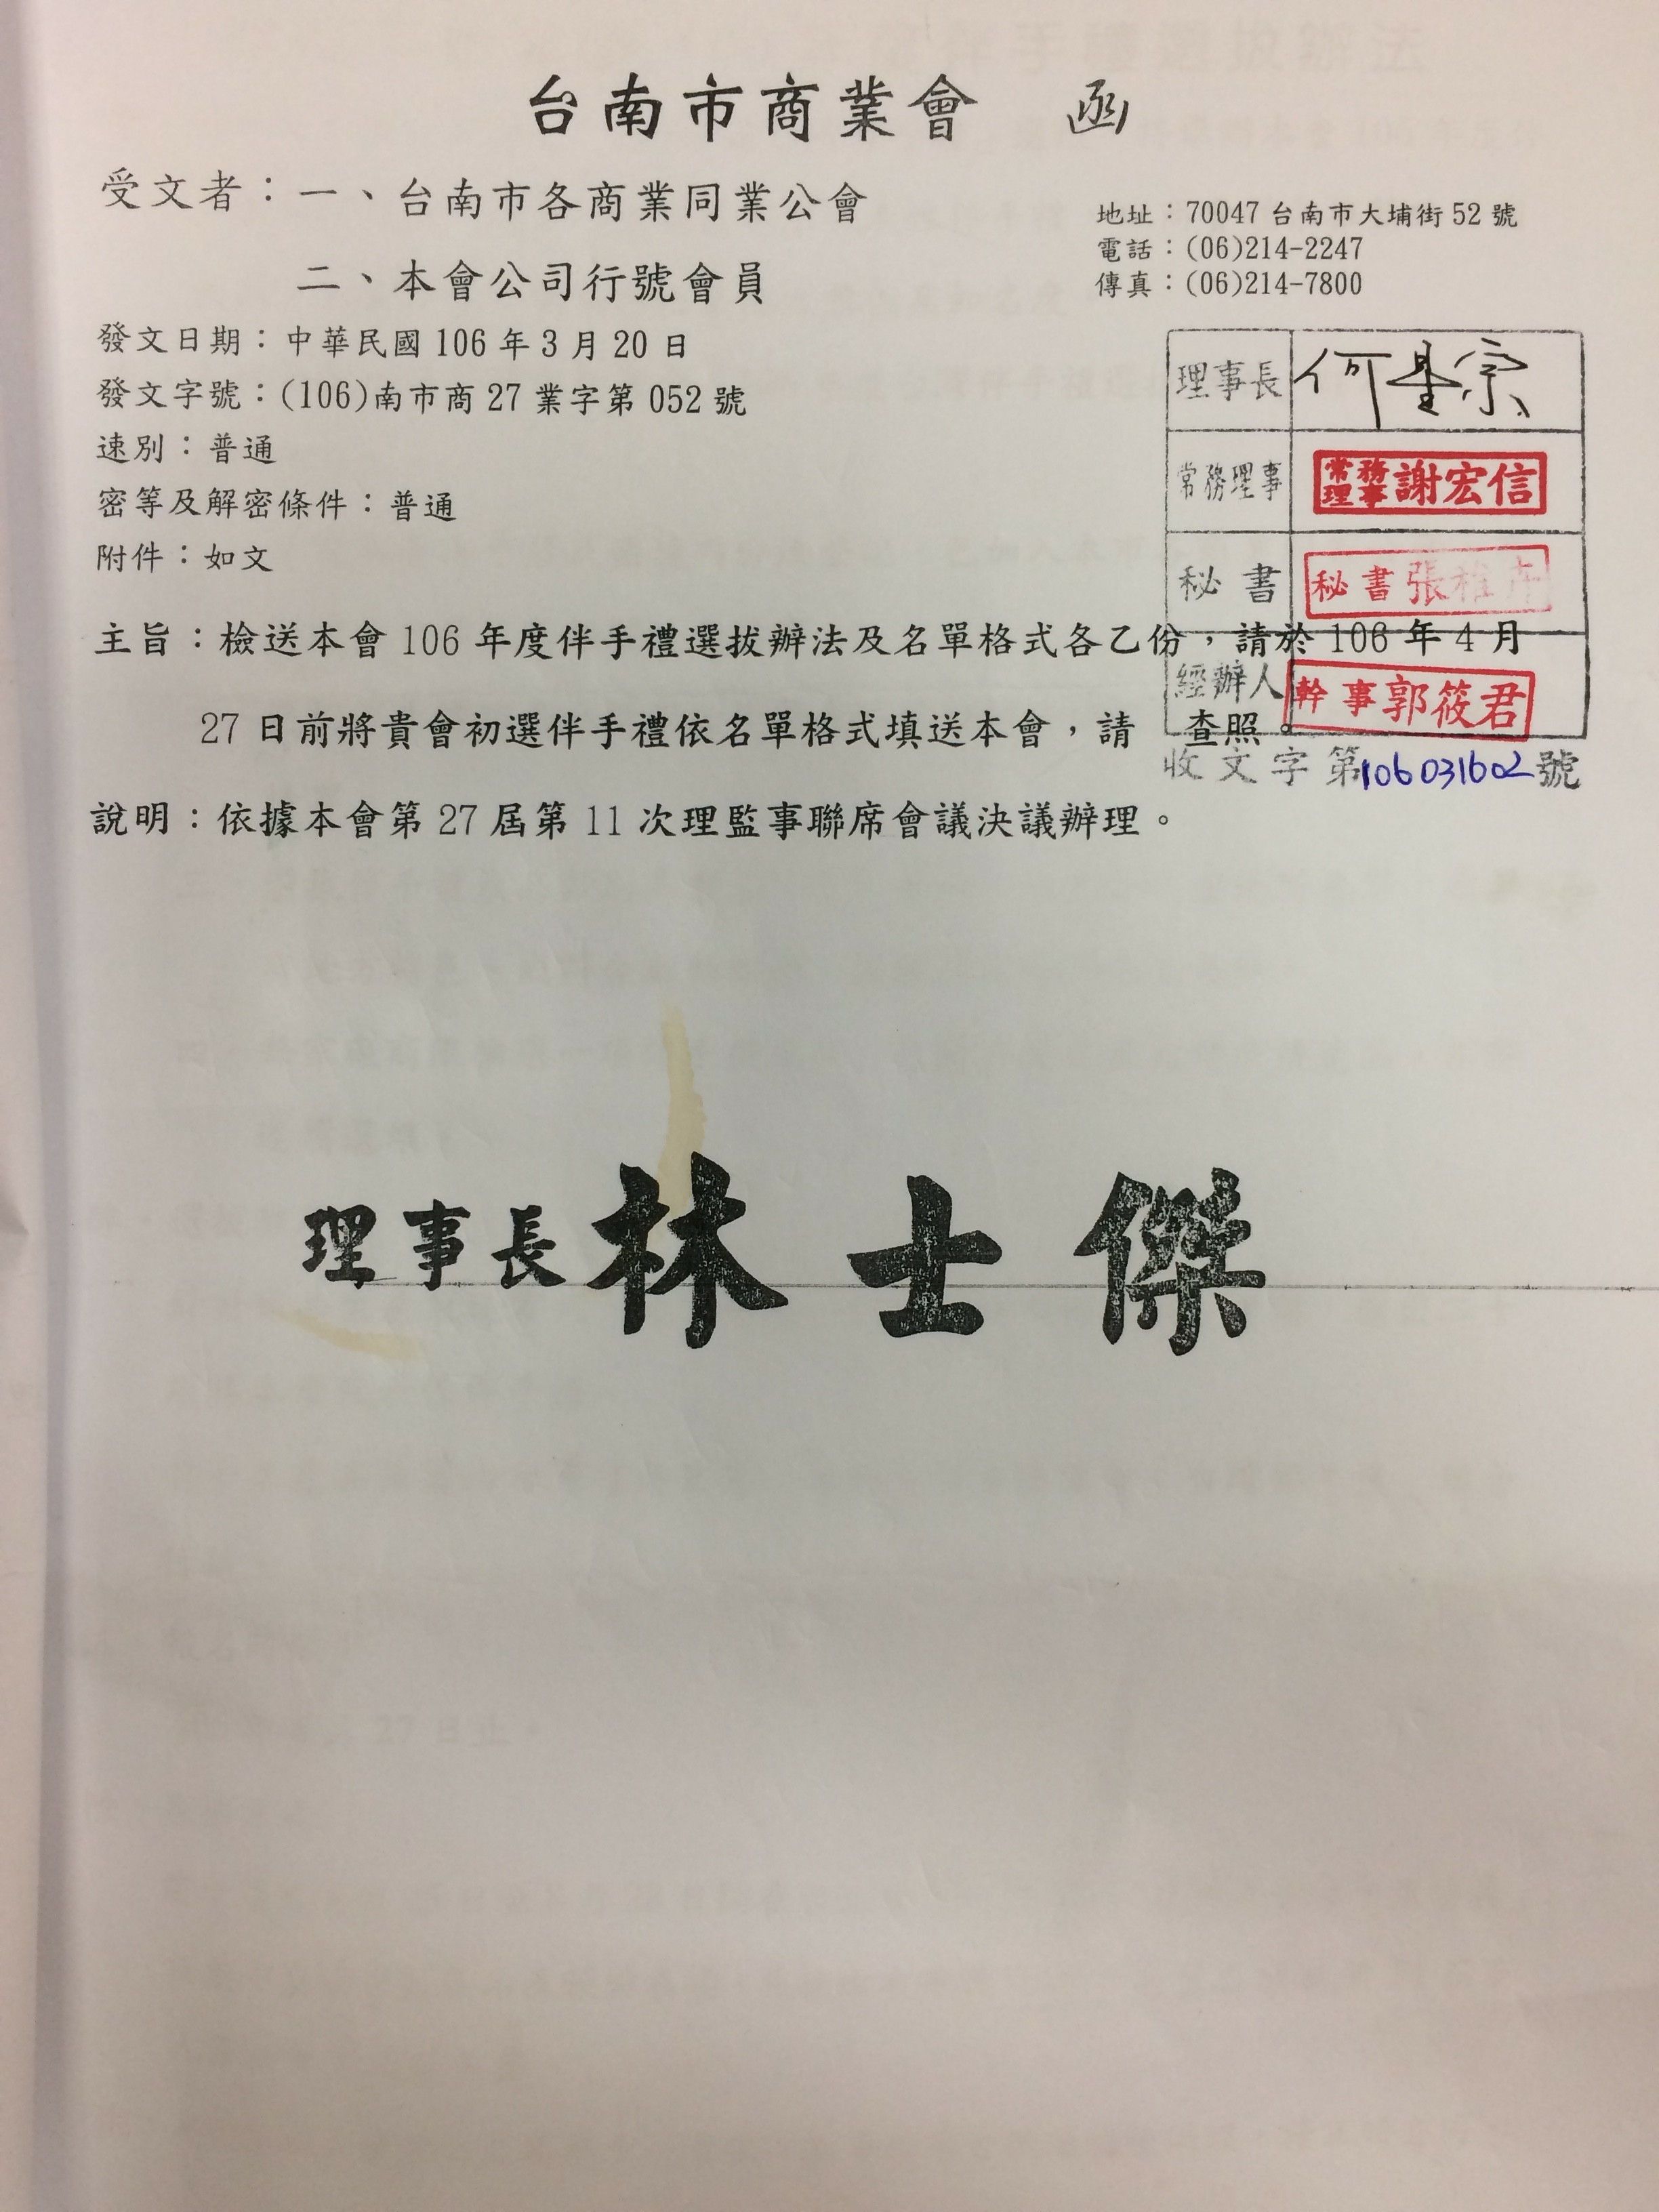 台南市商業會 函
受文者：一、台南市各商業同業公會
二、本會公司行號會員
地址：70047 台南市大埔街 52 號
電話：(06)214-2247
傳真：(06)214-7800
發文日期：中華民國 106 年 3 月 20 日
發文字號：(106)南市商 27 業字第 052 號
速別：普通
密等及解密條件：普通
附件：如文
理事長 何 宗
常務理事 常務理事 謝宏信
秘書 秘書 張
經辦人 幹事 郭筱君
收文字第106031602號
主旨：檢送本會 106 年度伴手禮選拔辦法及名單格式各乙份，請於 106 年 4 月
27 日前將貴會初選伴手禮依名單格式填送本會，請 查照。
說明：依據本會第 27 屆第 11 次理監事聯席會議決議辦理。
理事長 林士傑